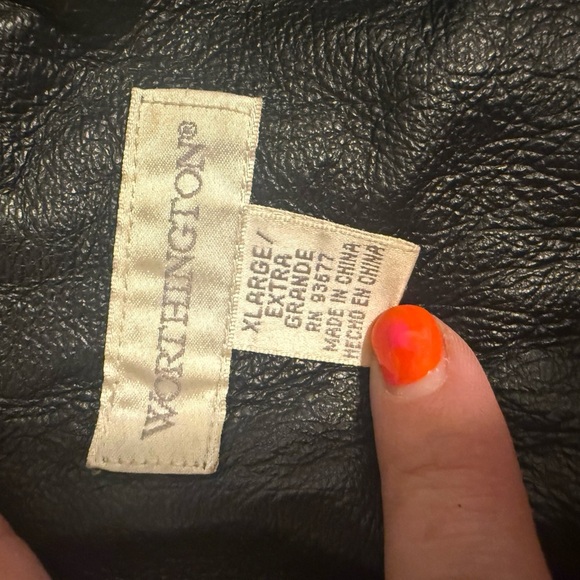 WORTHINGTON®
XLARGE/
EXTRA
GRANDE
RN 93677
MADE IN CHINA
HECHO EN CHINA